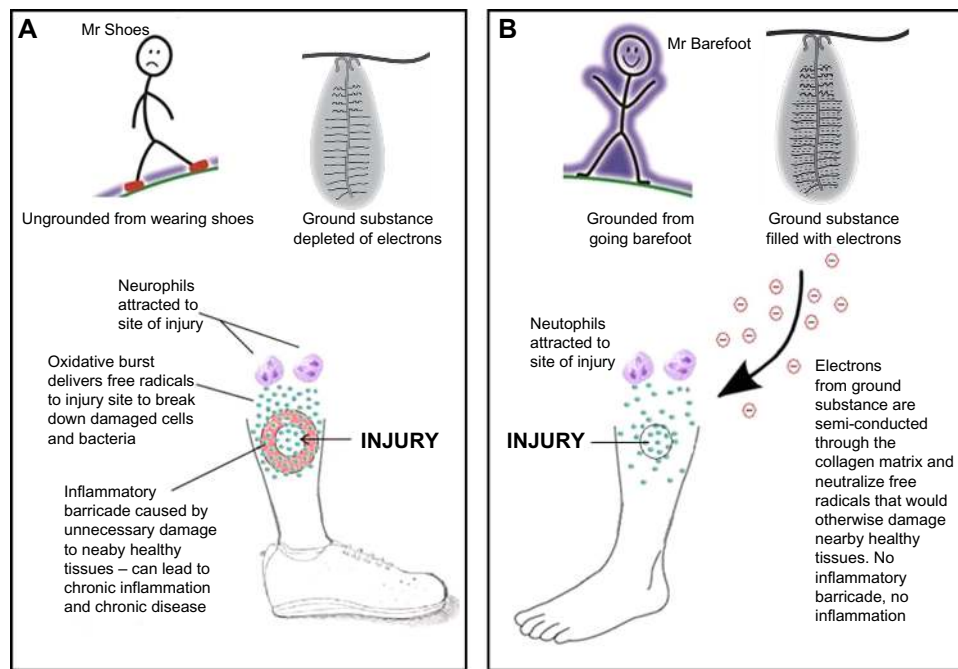 A
Mr Shoes
Ungrounded from wearing shoes
Ground substance
depleted of electrons
Neurophils
attracted to
site of injury
Oxidative burst
delivers free radicals
to injury site to break
down damaged cells
and bacteria
INJURY
Inflammatory
barricade caused by
unnecessary damage
to neaby healthy
tissues – can lead to
chronic inflammation
and chronic disease
B
Mr Barefoot
Grounded from
going barefoot
Ground substance
filled with electrons
Neutophils
attracted to
site of injury
INJURY
Electrons
from ground
substance are
semi-conducted
through the
collagen matrix and
neutralize free
radicals that would
otherwise damage
nearby healthy
tissues. No
inflammatory
barricade, no
inflammation